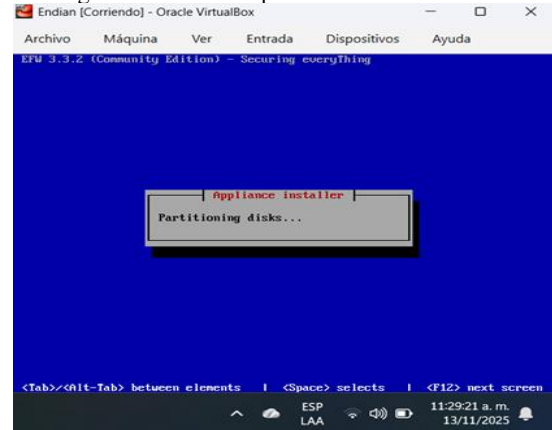 Endian [Corriendo] - Oracle VirtualBox
Archivo Máquina Ver Entrada Dispositivos Ayuda
EFW 3.3.2 (Community Edition) - Securing everyThing
Appliance installer
Partitioning disks...
<Tab>/<Alt-Tab> between elements | <Space> selects | <F12> next screen
ESP
LAA
11:29:21 a. m.
13/11/2025